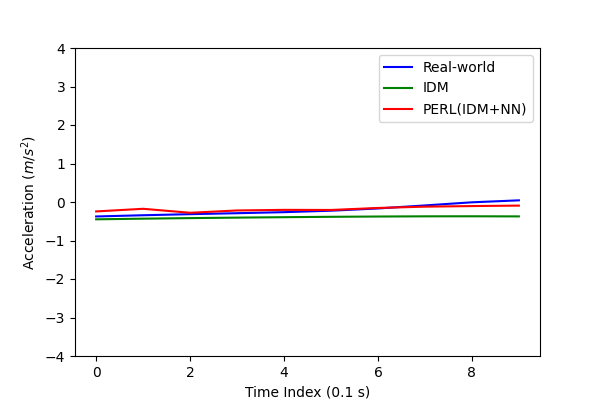 Real-world
IDM
PERL(IDM+NN)
4
3
2
1
0
−1
−2
−3
−4
Acceleration (m/s²)
0 2 4 6 8
Time Index (0.1 s)